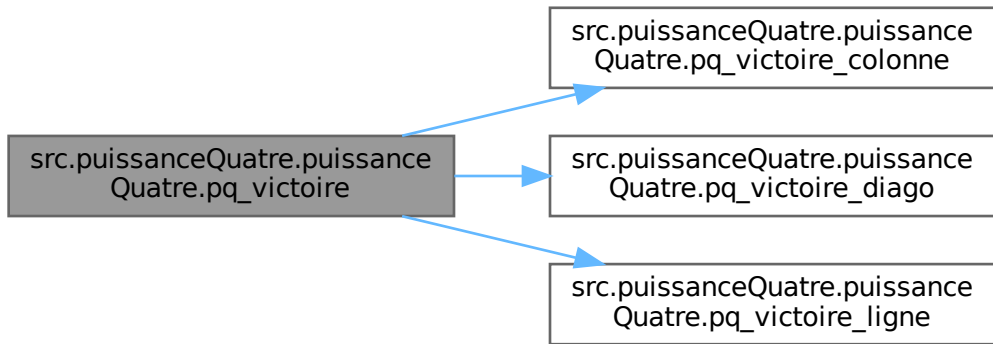 src.puissanceQuatre.puissance
Quatre.pq_victoire
src.puissanceQuatre.puissance
Quatre.pq_victoire_colonne
src.puissanceQuatre.puissance
Quatre.pq_victoire_diago
src.puissanceQuatre.puissance
Quatre.pq_victoire_ligne